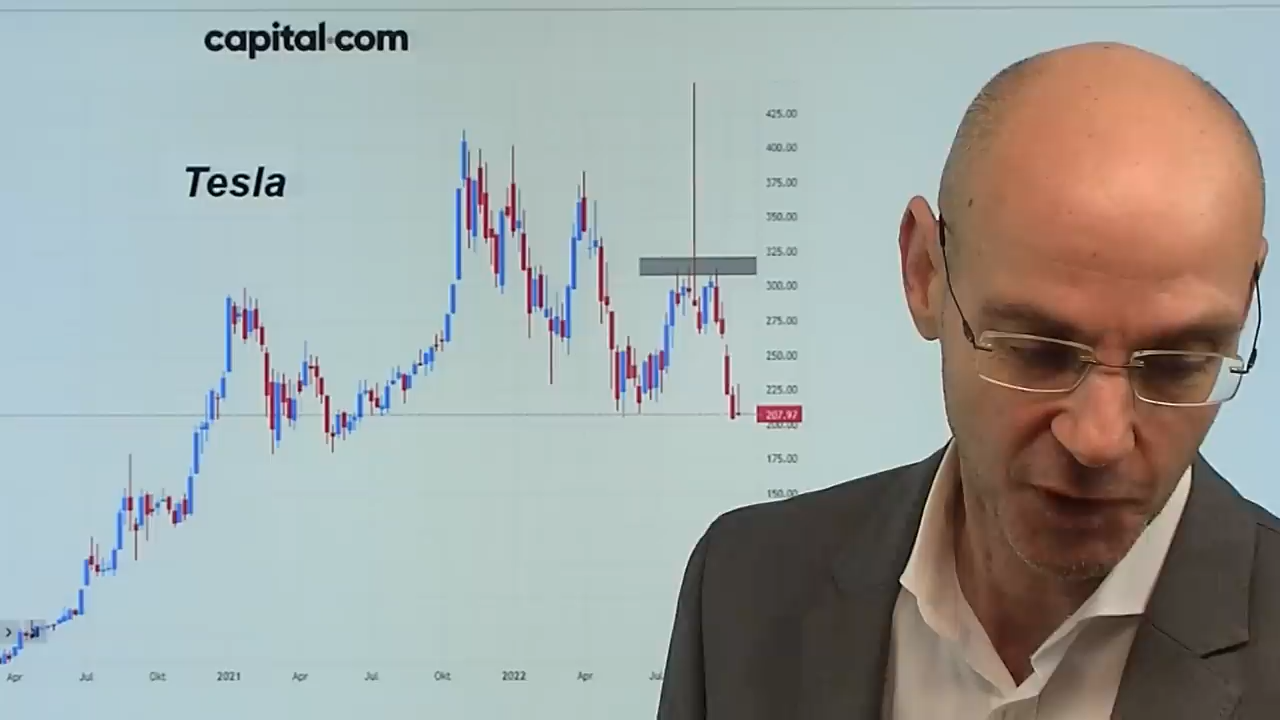 capital.com
Tesla
425.00
400.00
375.00
350.00
325.00
300.00
275.00
250.00
225.00
207.97
200.00
175.00
150.00
Apr
Jul
Okt
2021
Apr
Jul
Okt
2022
Apr